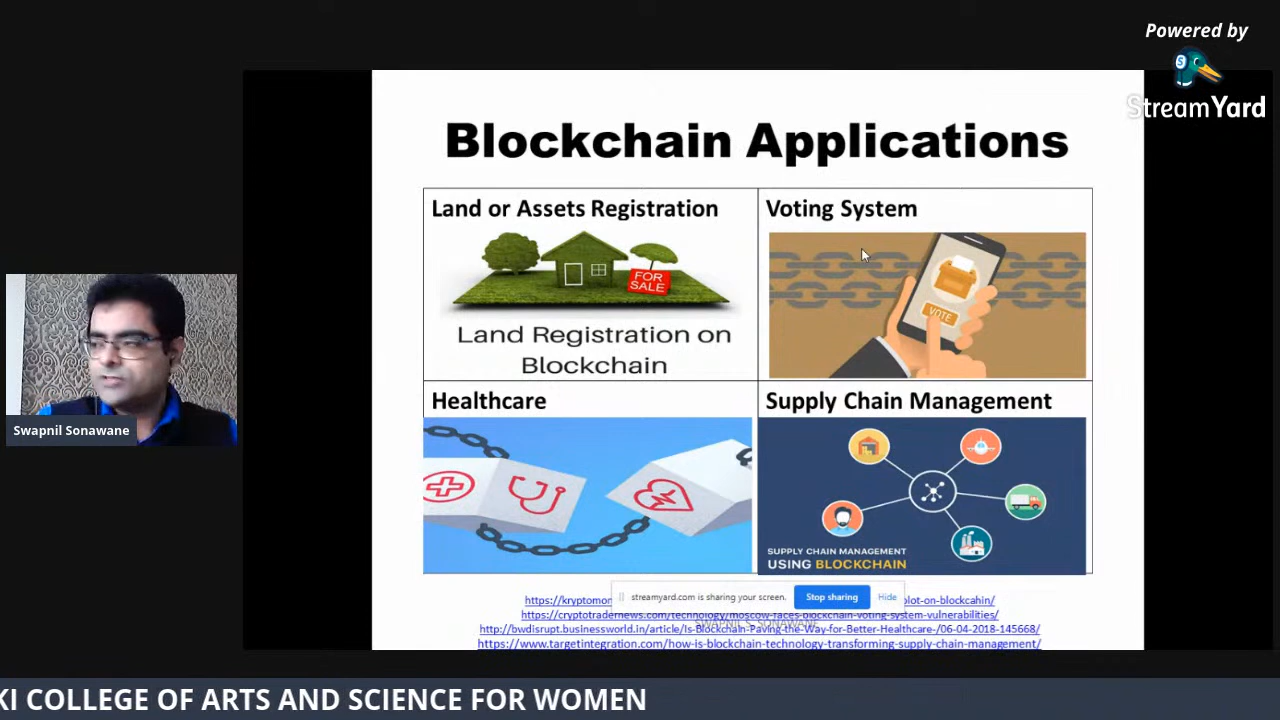 Powered by
StreamYard
Blockchain Applications
Land or Assets Registration
FOR
SALE
Land Registration on
Blockchain
Voting System
VOTE
Healthcare
Supply Chain Management
SUPPLY CHAIN MANAGEMENT
USING BLOCKCHAIN
Swapnil Sonawane
streamyard.com is sharing your screen.
Stop sharing
Hide
https://kryptomon plot-on-blockcahin/
https://cryptotradernews.com/technology/moscow-faces-blockchain-voting-system-vulnerabilities/
SWAPNIL S. SONAWANE
http://bwdisrupt.businessworld.in/article/Is-Blockchain-Paving-the-Way-for-Better-Healthcare-/06-04-2018-145668/
https://www.targetintegration.com/how-is-blockchain-technology-transforming-supply-chain-management/
KI COLLEGE OF ARTS AND SCIENCE FOR WOMEN